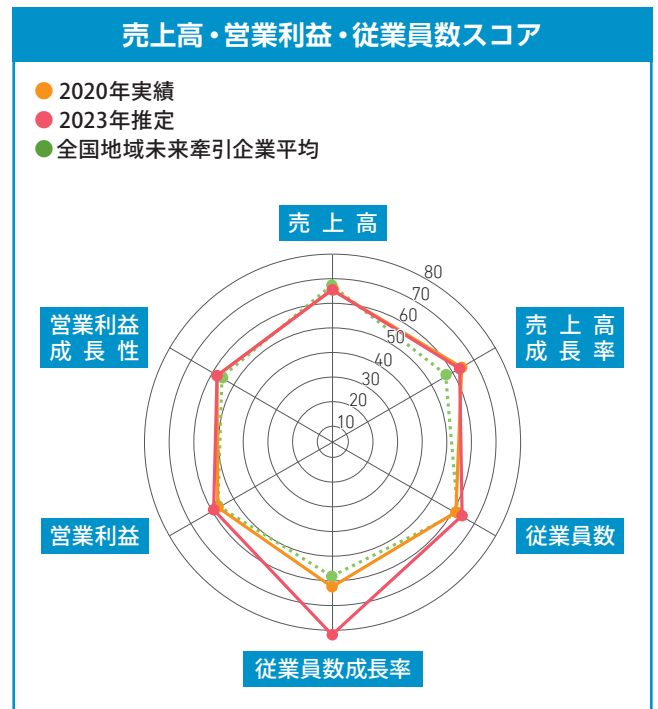 売上高・営業利益・従業員数スコア
2020年実績
2023年推定
全国地域未来牽引企業平均
売上高
80
70
60
50
40
30
20
10
営業利益
成長性
売上高
成長率
営業利益
従業員数
従業員数成長率